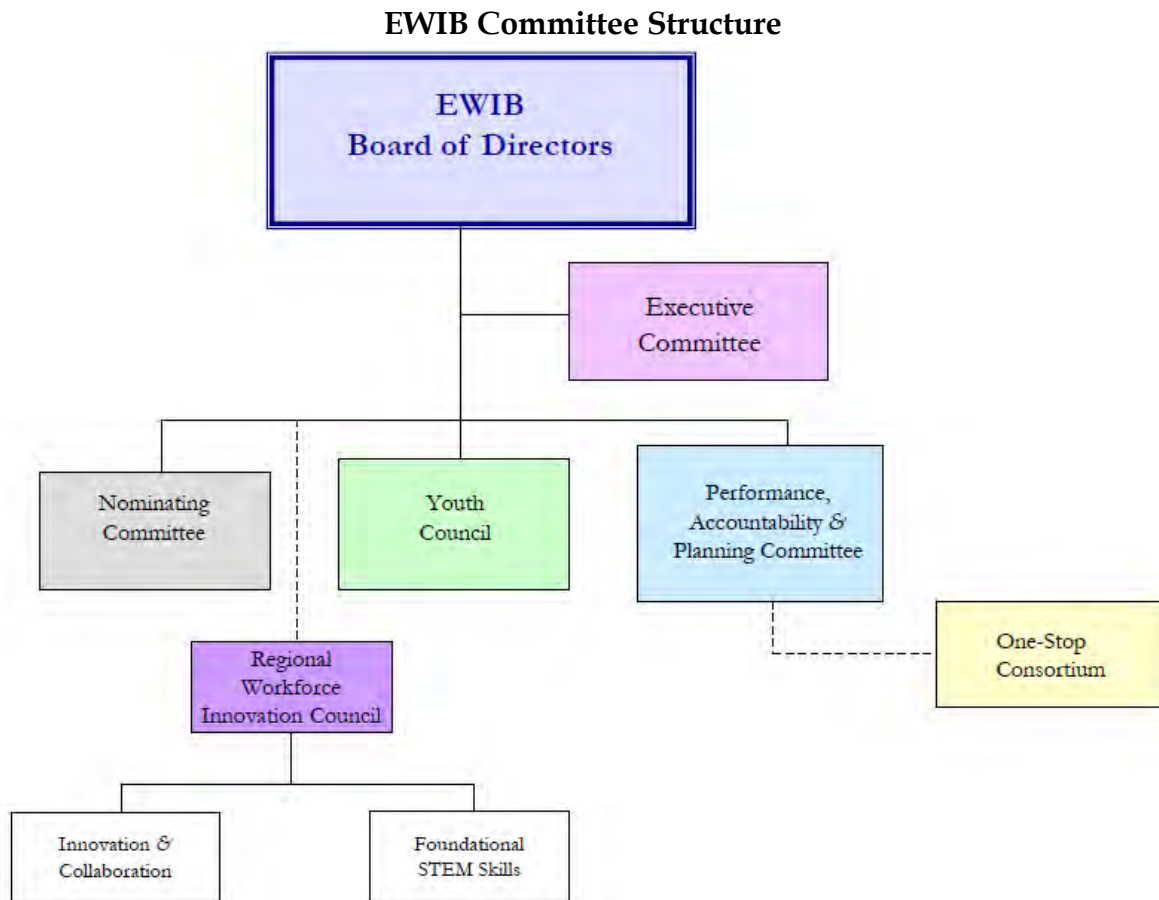 EWIB Committee Structure
EWIB
Board of Directors
Executive
Committee
Nominating
Committee
Youth
Council
Performance,
Accountability &
Planning Committee
Regional
Workforce
Innovation Council
One-Stop
Consortium
Innovation &
Collaboration
Foundational
STEM Skills